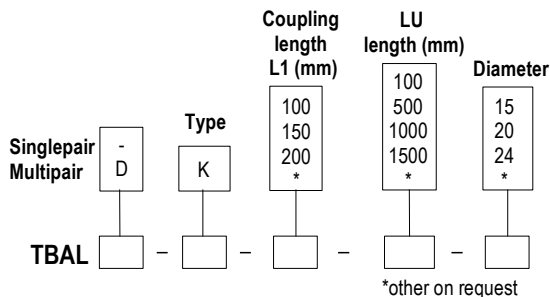 Coupling length L1 (mm)
LU length (mm)
Diameter
Type
Singlepair
Multipair
-
D
K
100
150
200
*
100
500
1000
1500
*
15
20
24
*
TBAL – – – –
*other on request